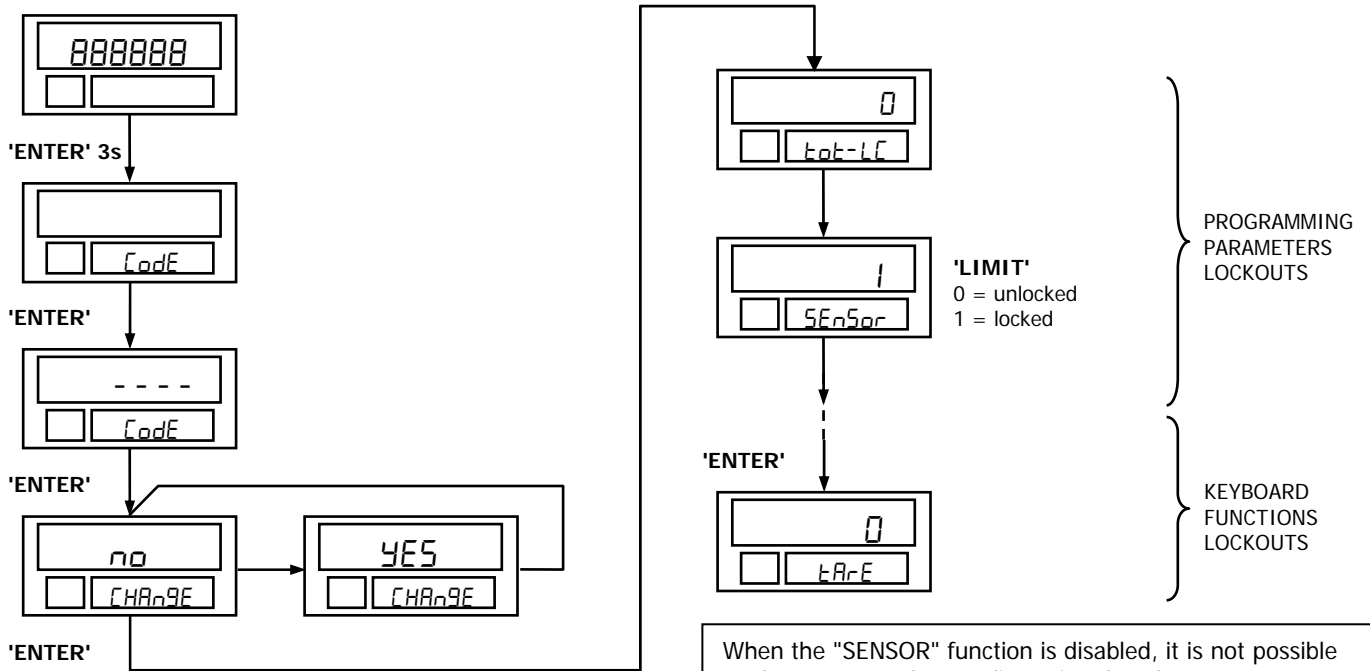 888888
'ENTER' 3s
CodE
'ENTER'
- - - -
CodE
'ENTER'
no
CHAngE
YES
CHAngE
'ENTER'
0
tot-LC
1
SEnSor
'LIMIT'
0 = unlocked
1 = locked
PROGRAMMING
PARAMETERS
LOCKOUTS
'ENTER'
0
tArE
KEYBOARD
FUNCTIONS
LOCKOUTS
When the "SENSOR" function is disabled, it is not possible